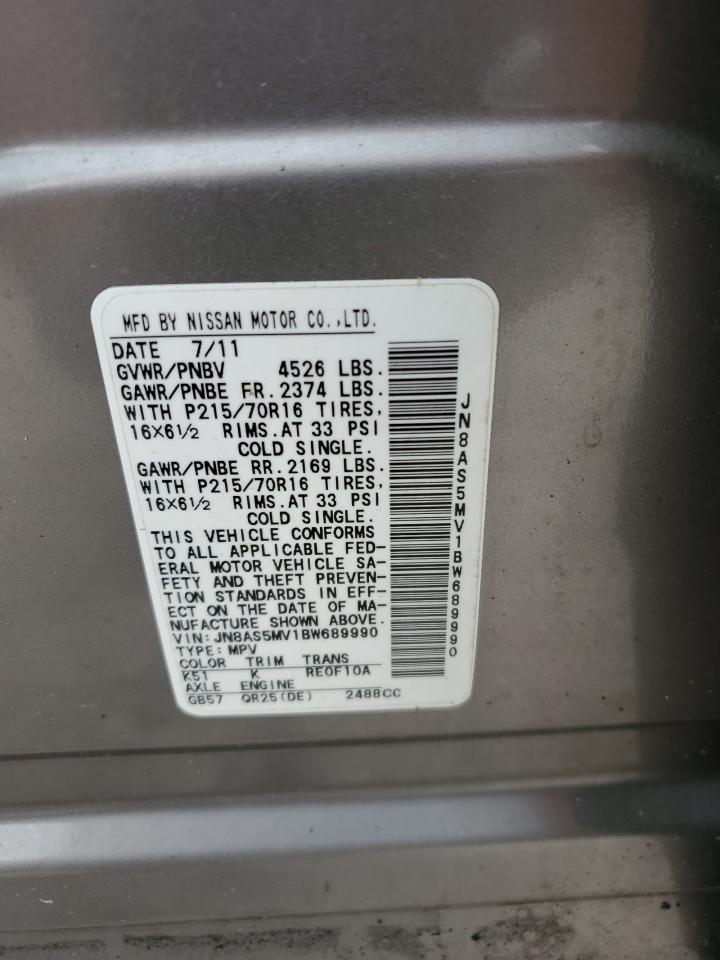 MFD BY NISSAN MOTOR CO.,LTD.
DATE 7/11
GVWR/PNBV 4526 LBS.
GAWR/PNBE FR.2374 LBS.
WITH P215/70R16 TIRES,
16X6½ RIMS.AT 33 PSI
COLD SINGLE.
GAWR/PNBE RR.2169 LBS.
WITH P215/70R16 TIRES,
16X6½ RIMS.AT 33 PSI
COLD SINGLE.
THIS VEHICLE CONFORMS
TO ALL APPLICABLE FED-
ERAL MOTOR VEHICLE SA-
FETY AND THEFT PREVEN-
TION STANDARDS IN EFF-
ECT ON THE DATE OF MA-
NUFACTURE SHOWN ABOVE.
VIN:JN8AS5MV1BW689990
TYPE:MPV
COLOR TRIM TRANS
K51 K RE0F10A
AXLE ENGINE
GB57 QR25(DE) 2488CC
JN8AS5MV1BW689990